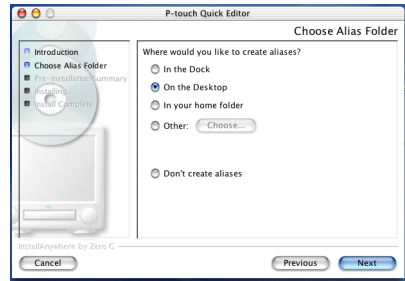 P-touch Quick Editor
Choose Alias Folder
Introduction
Choose Alias Folder
Pre-Installation Summary
Installing...
Install Complete
Where would you like to create aliases?
In the Dock
On the Desktop
In your home folder
Other: Choose...
Don't create aliases
InstallAnywhere by Zero G
Cancel Previous Next